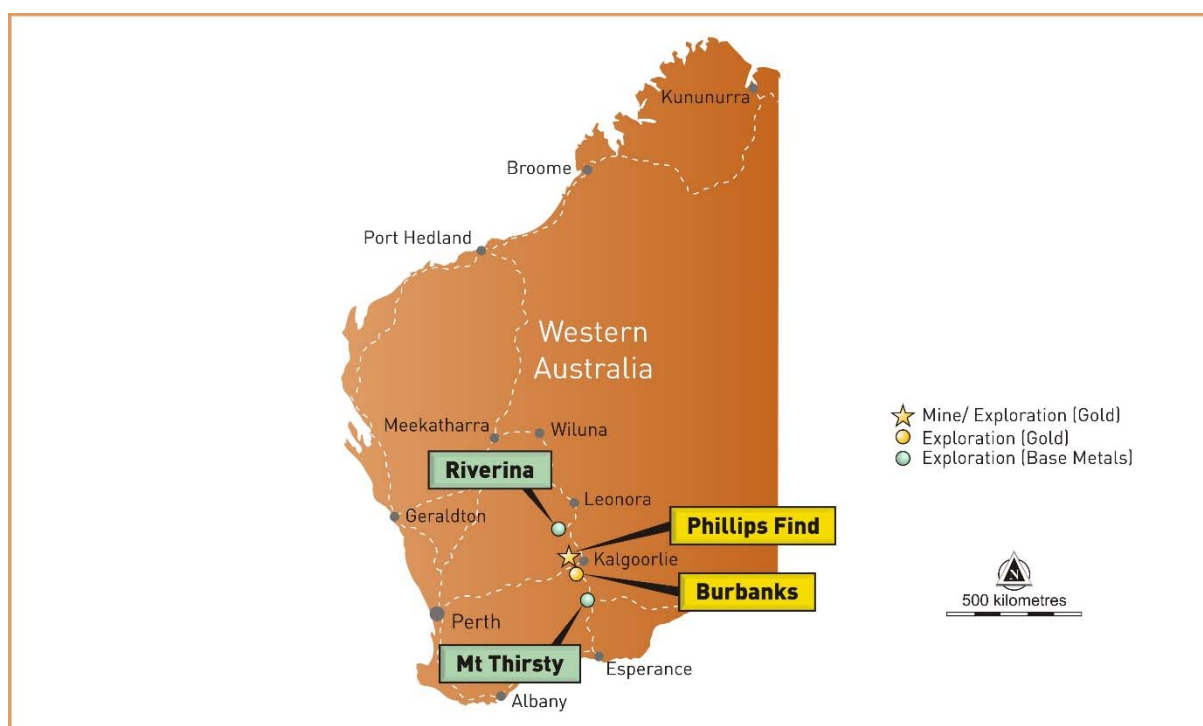 Kununurra
Broome
Port Hedland
Western
Australia
Meekatharra
Wiluna
Riverina
Leonora
Geraldton
Phillips Find
Kalgoorlie
Burbanks
Perth
Mt Thirsty
Esperance
Albany
Mine/ Exploration (Gold)
Exploration (Gold)
Exploration (Base Metals)
N
500 kilometres